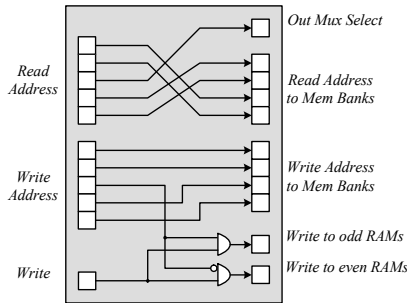 Out Mux Select
Read
Address
Read Address
to Mem Banks
Write
Address
Write Address
to Mem Banks
Write to odd RAMs
Write
Write to even RAMs